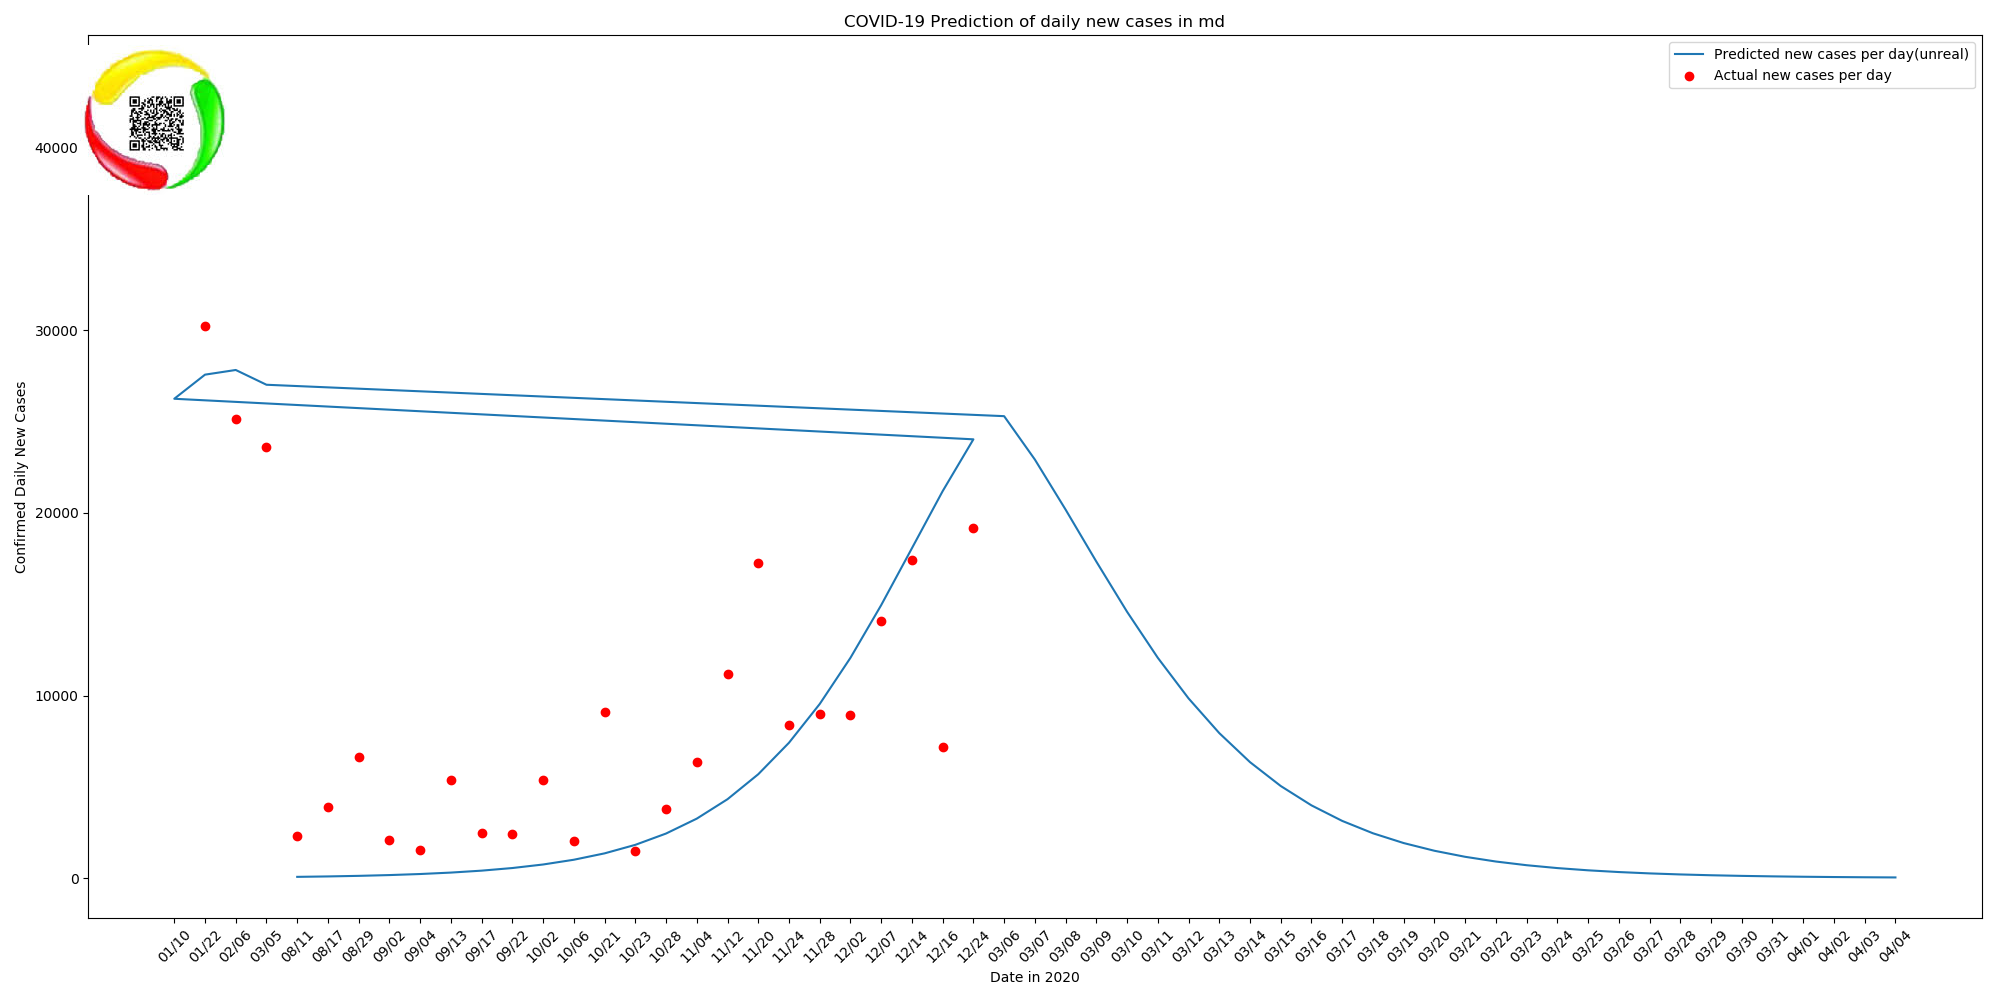 COVID-19 Prediction of daily new cases in md
Predicted new cases per day(unreal)
Actual new cases per day
Confirmed Daily New Cases
40000
30000
20000
10000
0
01/10 01/22 02/06 03/05 08/11 08/17 08/29 09/02 09/04 09/13 09/17 09/22 10/02 10/06 10/21 10/23 10/28 11/04 11/12 11/20 11/24 11/28 12/02 12/07 12/14 12/16 12/24 03/06 03/07 03/08 03/09 03/10 03/11 03/12 03/13 03/14 03/15 03/16 03/17 03/18 03/19 03/20 03/21 03/22 03/23 03/24 03/25 03/26 03/27 03/28 03/29 03/30 03/31 04/01 04/02 04/03 04/04
Date in 2020